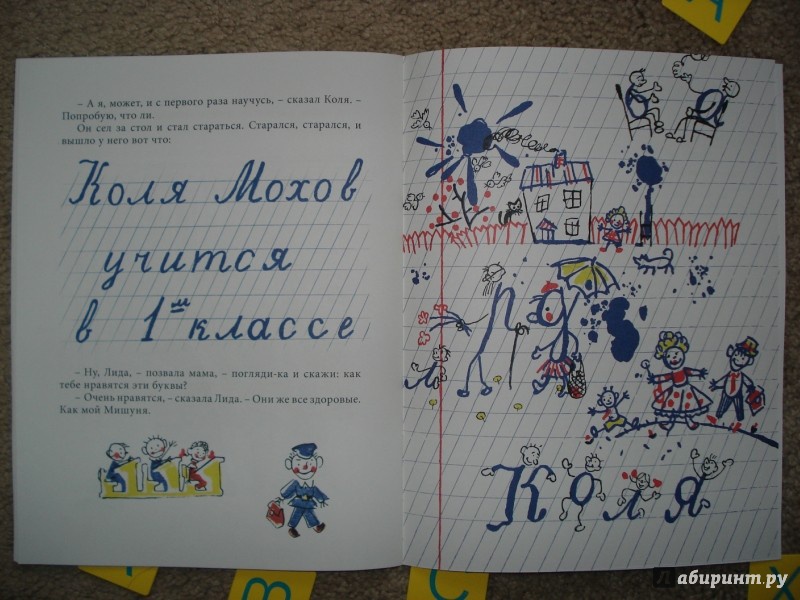 – А я, может, и с первого раза научусь, – сказал Коля. –
Попробую, что ли.
Он сел за стол и стал стараться. Старался, старался, и
вышло у него вот что:
Коля Мохов
учится
в 1м классе
– Ну, Лида, – позвала мама, – погляди-ка и скажи: как
тебе нравятся эти буквы?
– Очень нравятся, – сказала Лида. – Они же все здоровые.
Как мой Мишуня.
Коля
В
С
Х
Лабиринт.ру